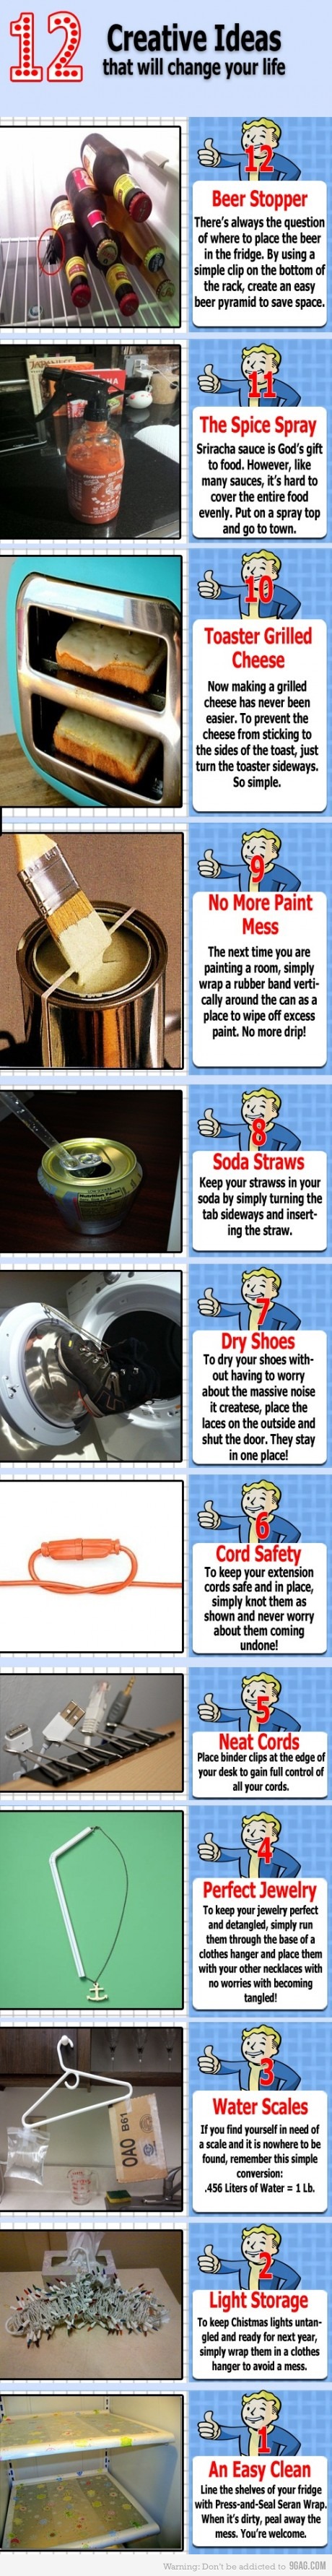 12 Creative Ideas
that will change your life
12
Beer Stopper
There's always the question
of where to place the beer
in the fridge. By using a
simple clip on the bottom of
the rack, create an easy
beer pyramid to save space.
11
The Spice Spray
Sriracha sauce is God's gift
to food. However, like
many sauces, it's hard to
cover the entire food
evenly. Put on a spray top
and go to town.
10
Toaster Grilled
Cheese
Now making a grilled
cheese has never been
easier. To prevent the
cheese from sticking to
the sides of the toast, just
turn the toaster sideways.
So simple.
9
No More Paint
Mess
The next time you are
painting a room, simply
wrap a rubber band verti-
cally around the can as a
place to wipe off excess
paint. No more drip!
8
Soda Straws
Keep your strawss in your
soda by simply turning the
tab sideways and insert-
ing the straw.
7
Dry Shoes
To dry your shoes with-
out having to worry
about the massive noise
it createse, place the
laces on the outside and
shut the door. They stay
in one place!
6
Cord Safety
To keep your extension
cords safe and in place,
simply knot them as
shown and never worry
about them coming
undone!
5
Neat Cords
Place binder clips at the edge of
your desk to gain full control of
all your cords.
4
Perfect Jewelry
To keep your jewelry perfect
and detangled, simply run
them through the base of a
clothes hanger and place them
with your other necklaces with
no worries with becoming
tangled!
OAO B61
3
Water Scales
If you find yourself in need of
a scale and it is nowhere to be
found, remember this simple
conversion:
.456 Liters of Water = 1 Lb.
2
Light Storage
To keep Chistmas lights untan-
gled and ready for next year,
simply wrap them in a clothes
hanger to avoid a mess.
1
An Easy Clean
Line the shelves of your fridge
with Press-and-Seal Seran Wrap.
When it's dirty, peal away the
mess. You're welcome.
Warning: Don't be addicted to 9GAG.COM